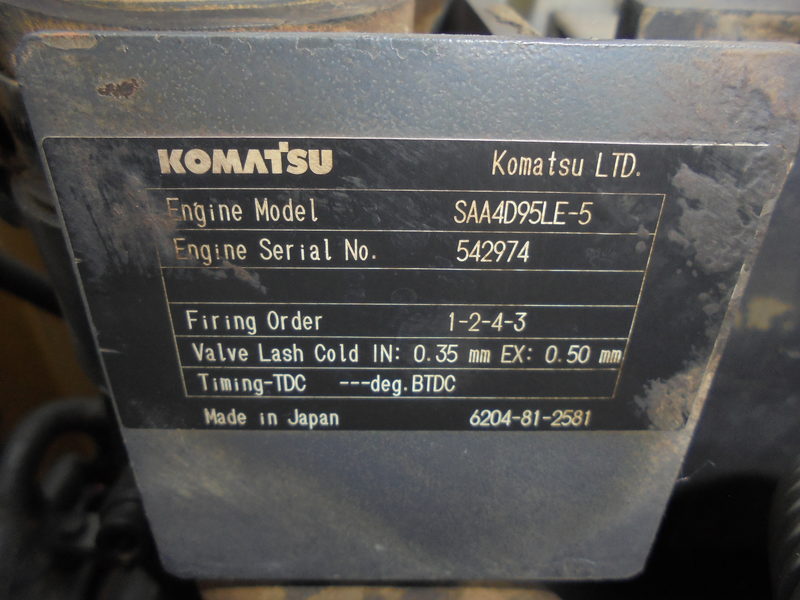 KOMATSU Komatsu LTD.
Engine Model SAA4D95LE-5
Engine Serial No. 542974
Firing Order 1-2-4-3
Valve Lash Cold IN: 0.35 mm EX: 0.50 mm
Timing-TDC ---deg.BTDC
Made in Japan 6204-81-2581